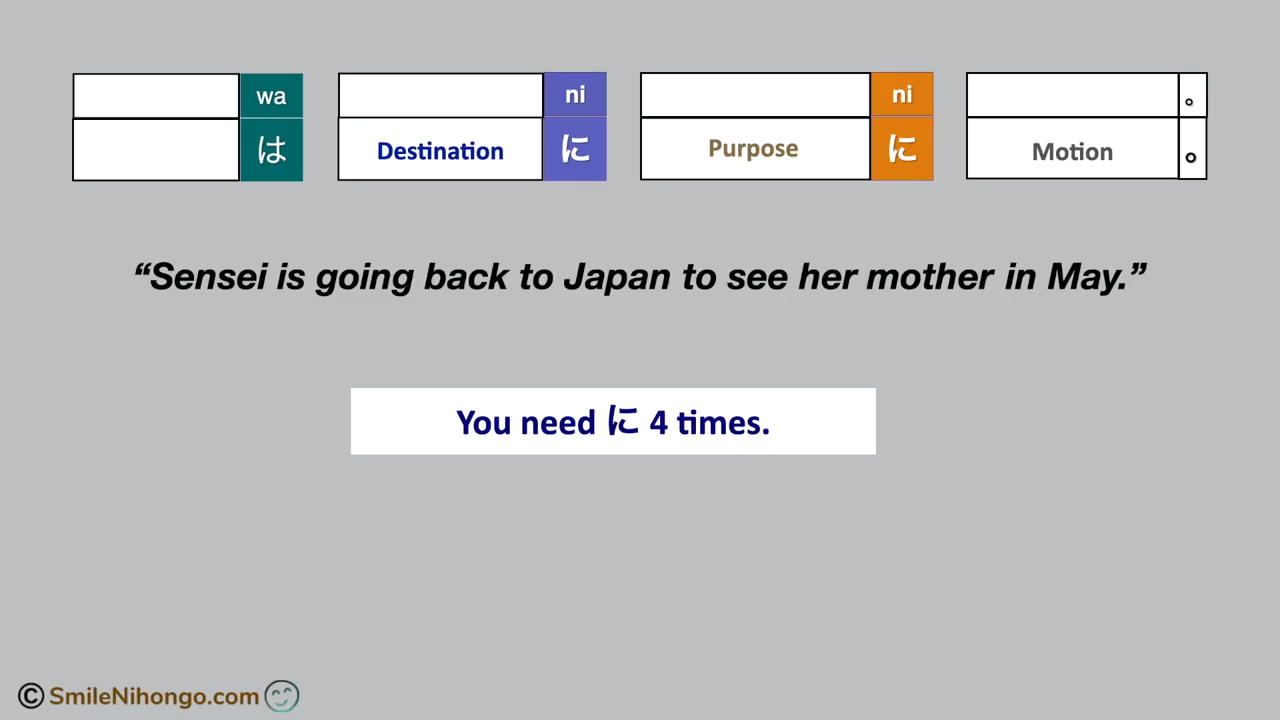 wa ni ni 。
は Destination に Purpose に Motion 。
“Sensei is going back to Japan to see her mother in May.”
You need に 4 times.
© SmileNihongo.com